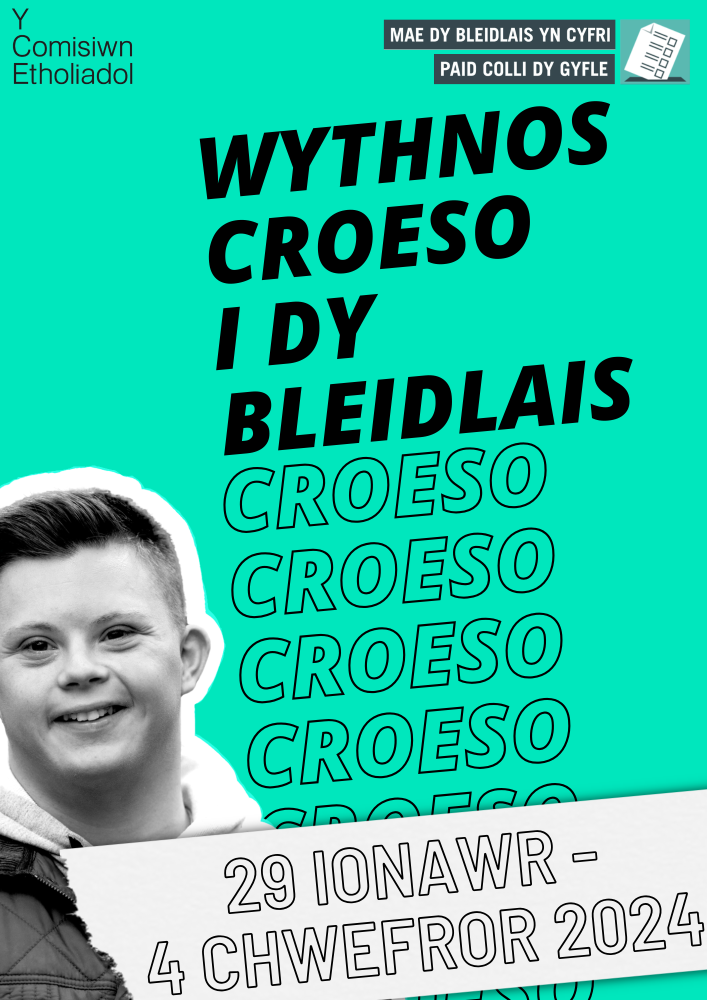 Y
Comisiwn
Etholiadol
MAE DY BLEIDLAIS YN CYFRI
PAID COLLI DY GYFLE
WYTHNOS
CROESO
I DY
BLEIDLAIS
CROESO
CROESO
CROESO
CROESO
CROESO
29 IONAWR -
4 CHWEFROR 2024